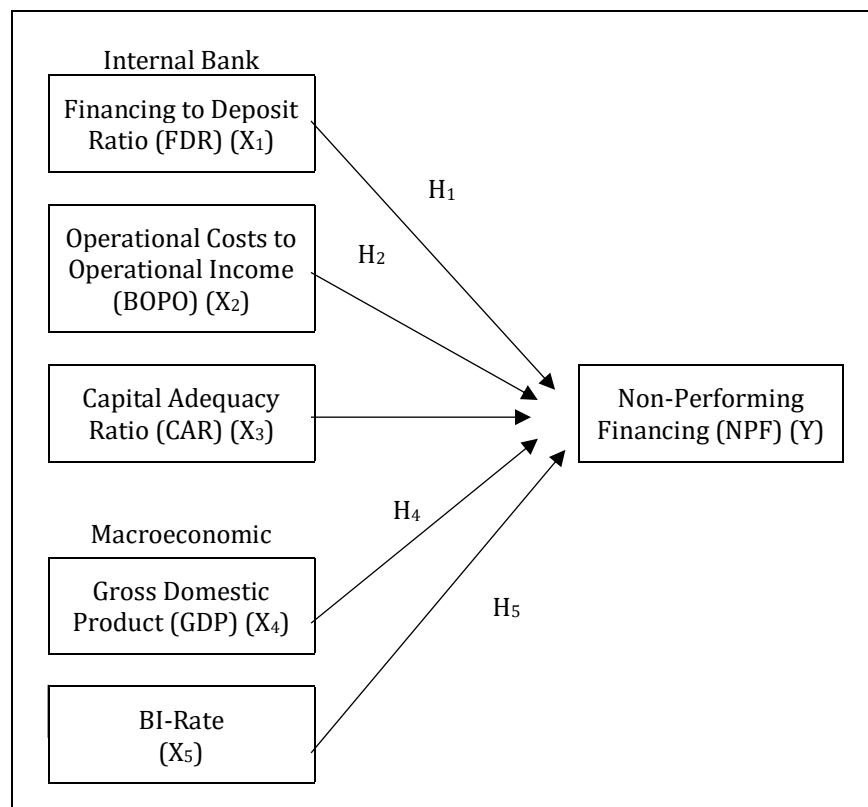 Internal Bank
Financing to Deposit
Ratio (FDR) (X₁)
H₁
Operational Costs to
Operational Income
(BOPO) (X₂)
H₂
Capital Adequacy
Ratio (CAR) (X₃)
Non-Performing
Financing (NPF) (Y)
Macroeconomic
H₄
Gross Domestic
Product (GDP) (X₄)
H₅
BI-Rate
(X₅)